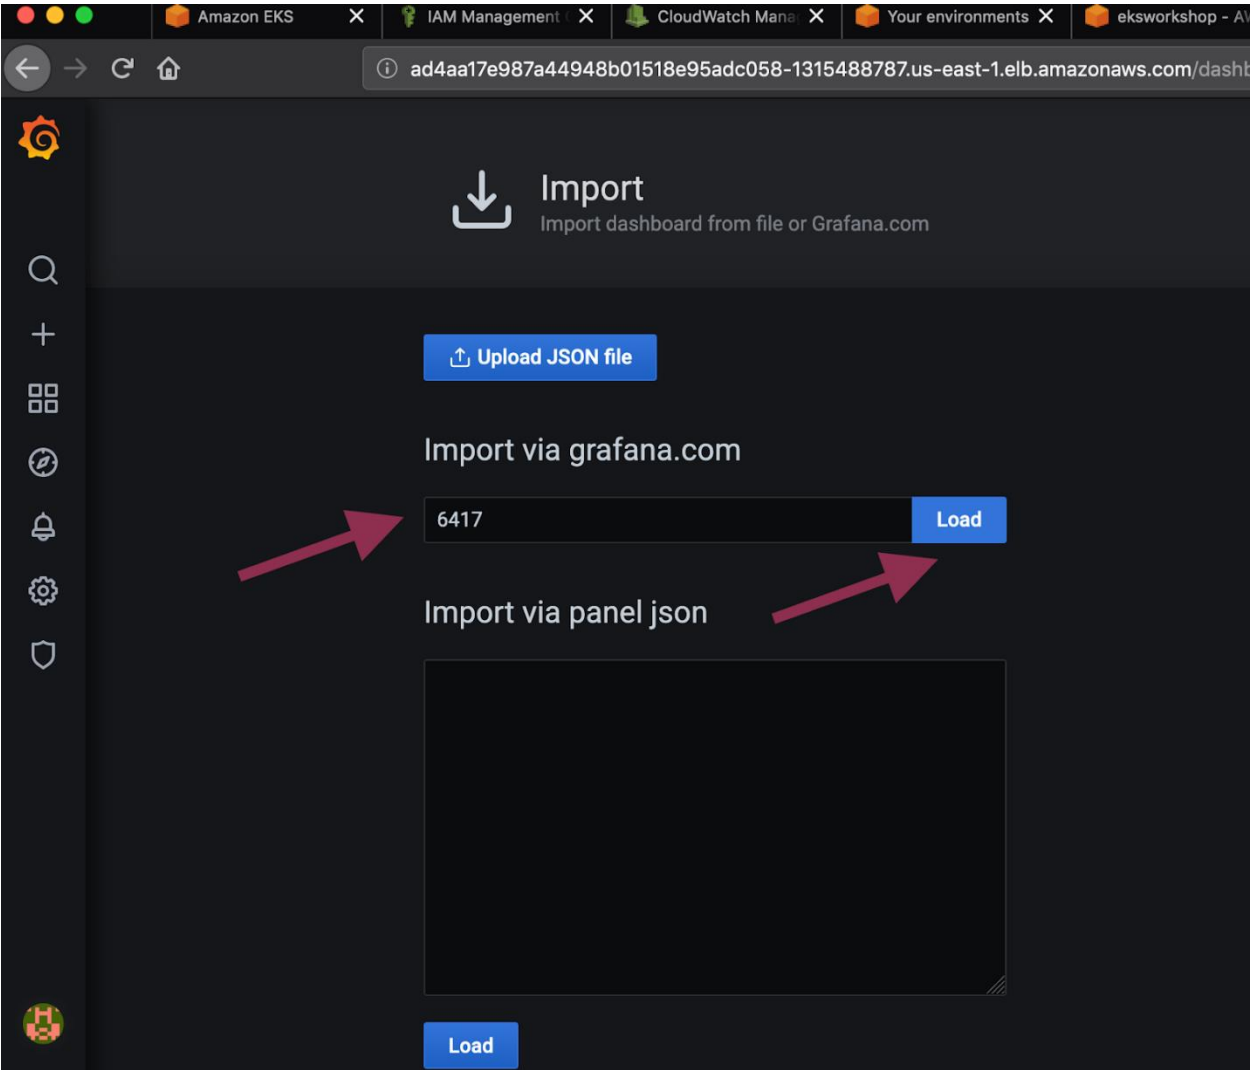 Amazon EKS
IAM Management
CloudWatch Mana
Your environments
eksworkshop - AW
ad4aa17e987a44948b01518e95adc058-1315488787.us-east-1.elb.amazonaws.com/dashb
Import
Import dashboard from file or Grafana.com
Upload JSON file
Import via grafana.com
6417
Load
Import via panel json
Load